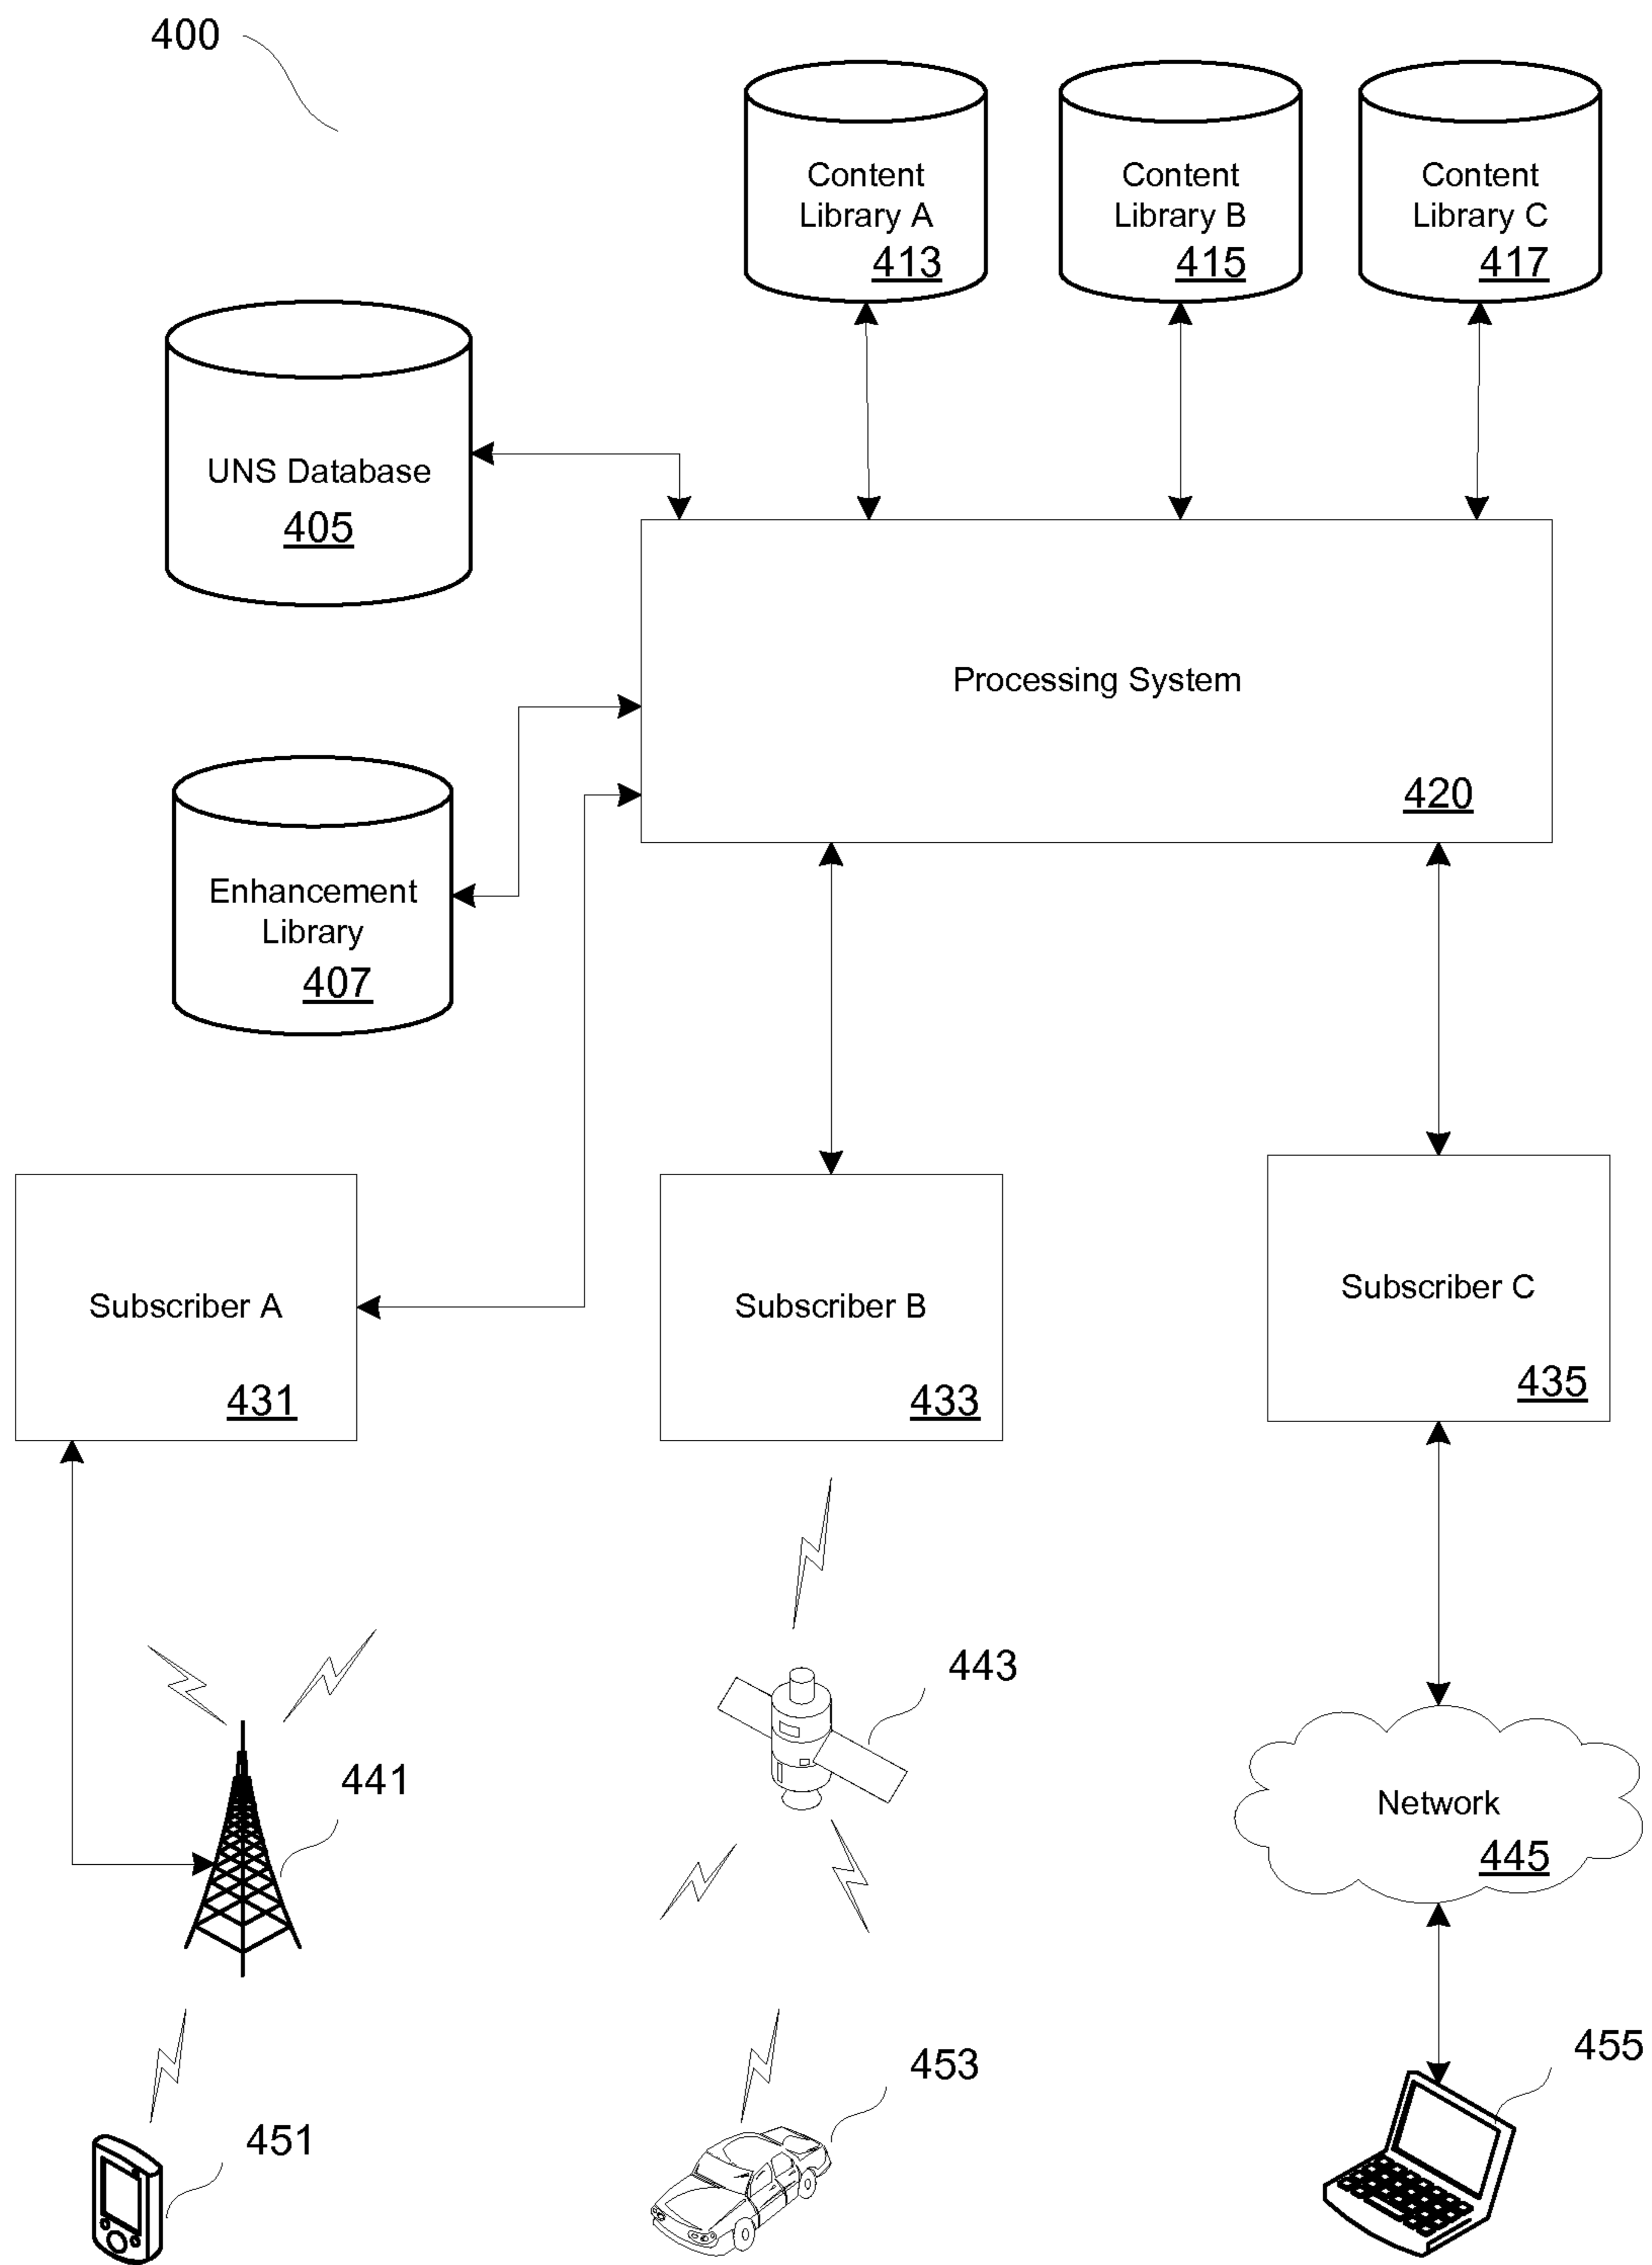 400
Content
Library A
413
Content
Library B
415
Content
Library C
417
UNS Database
405
Processing System
420
Enhancement
Library
407
Subscriber A
431
Subscriber B
433
Subscriber C
435
443
441
Network
445
453
455
451